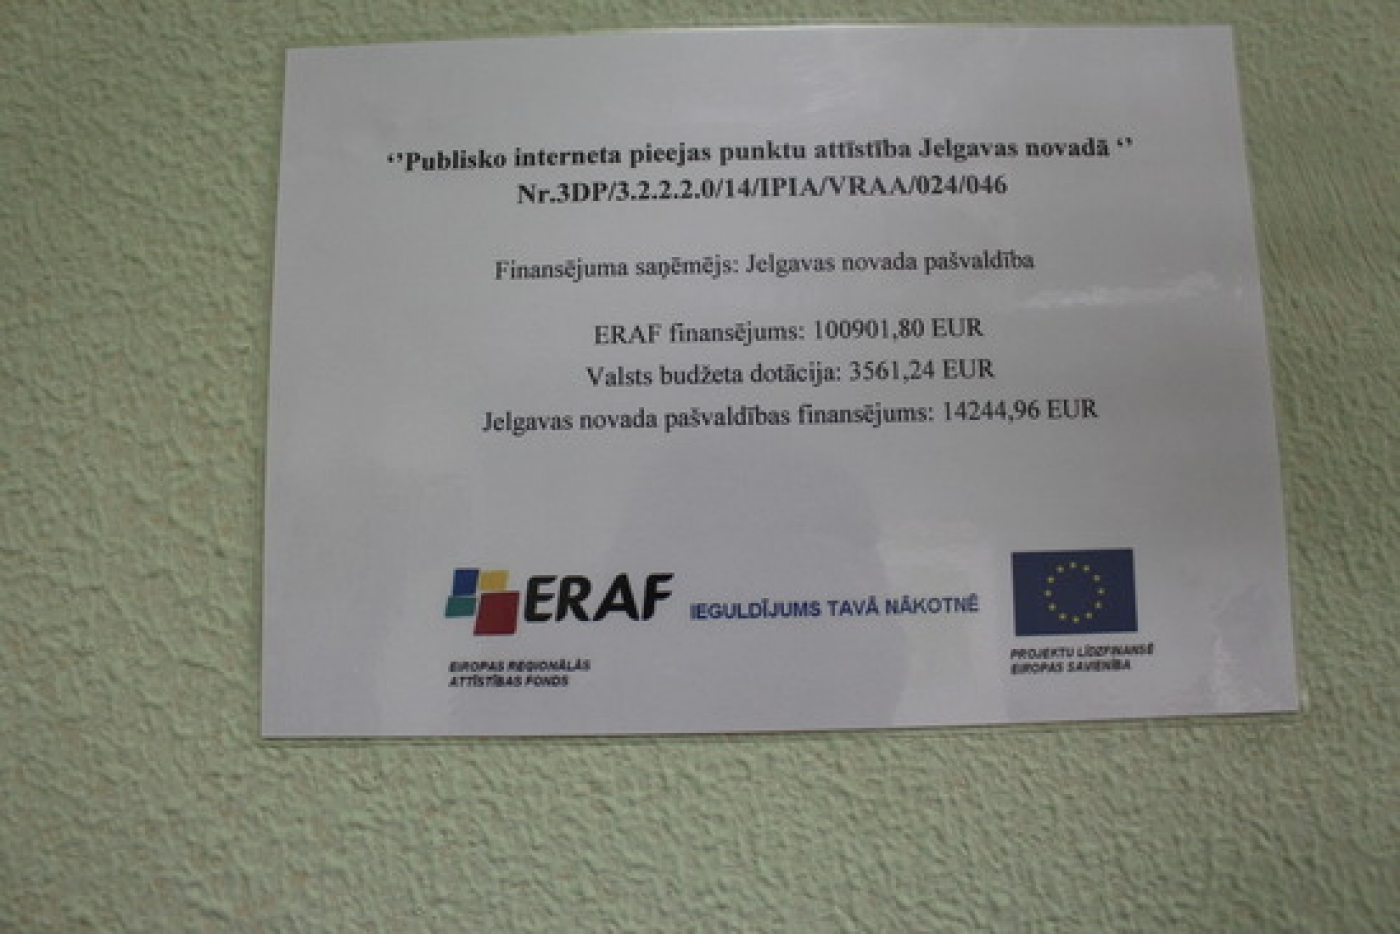 ‘’Publisko interneta pieejas punktu attīstība Jelgavas novadā ‘’
Nr.3DP/3.2.2.2.0/14/IPIA/VRAA/024/046
Finansējuma saņēmējs: Jelgavas novada pašvaldība
ERAF finansējums: 100901,80 EUR
Valsts budžeta dotācija: 3561,24 EUR
Jelgavas novada pašvaldības finansējums: 14244,96 EUR
ERAF
IEGULDĪJUMS TAVĀ NĀKOTNĒ
EIROPAS REĢIONĀLĀS
ATTĪSTĪBAS FONDS
PROJEKTU LĪDZFINANSĒ
EIROPAS SAVIENĪBA